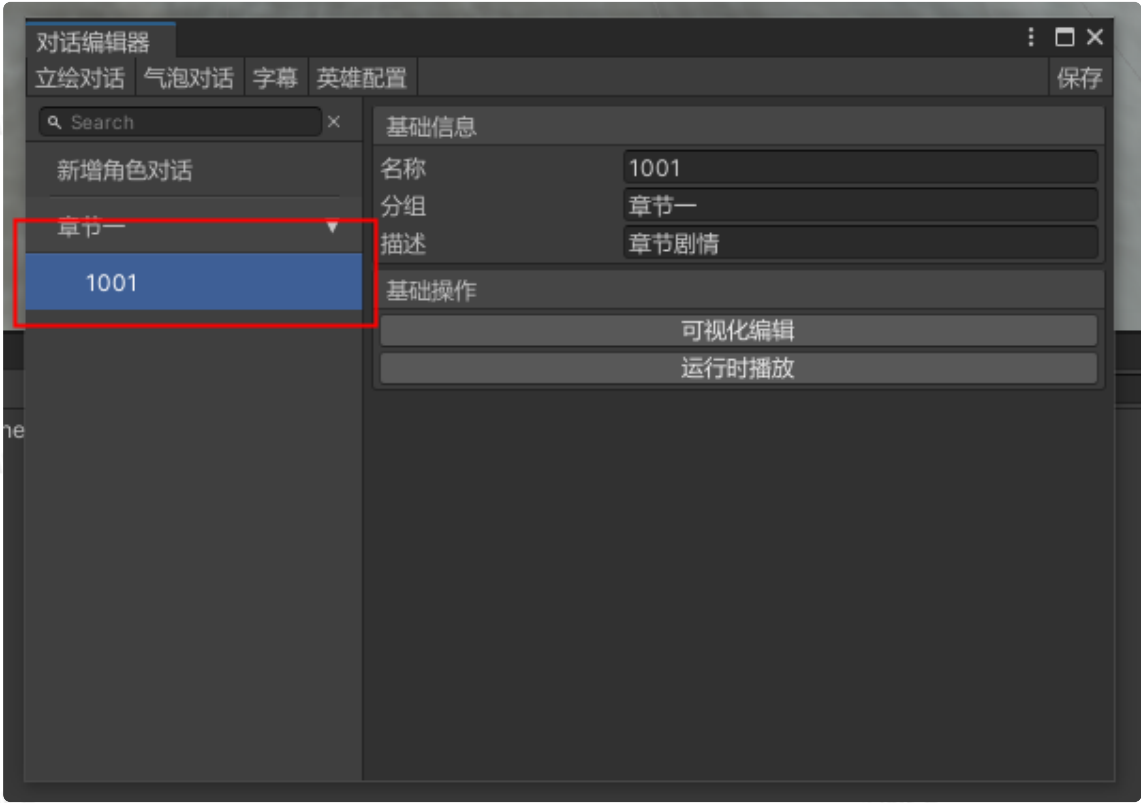 对话编辑器
立绘对话 气泡对话 字幕 英雄配置 保存
Search
新增角色对话
章节一
1001
基础信息
名称 1001
分组 章节一
描述 章节剧情
基础操作
可视化编辑
运行时播放